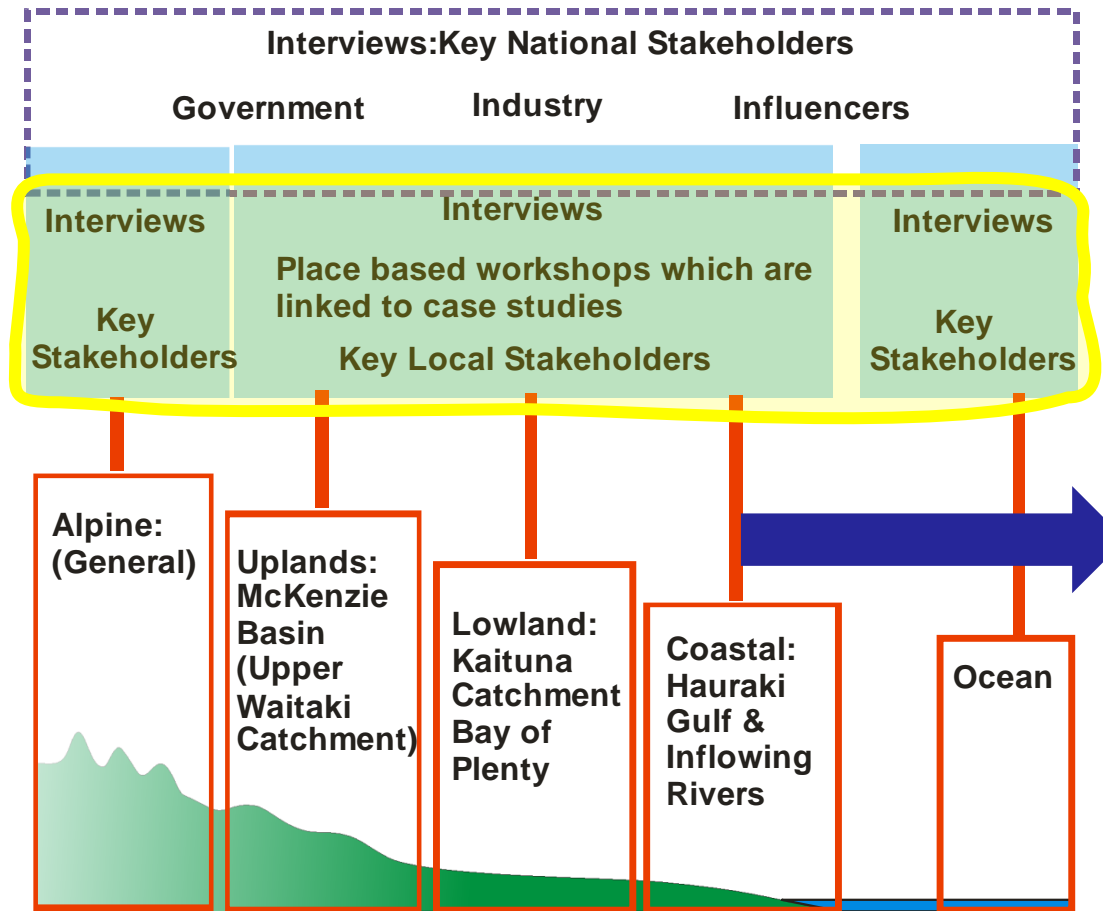 Interviews:Key National Stakeholders
Government Industry Influencers
Interviews
Key
Stakeholders
Interviews
Place based workshops which are
linked to case studies
Key Local Stakeholders
Interviews
Key
Stakeholders
Alpine:
(General)
Uplands:
McKenzie
Basin
(Upper
Waitaki
Catchment)
Lowland:
Kaituna
Catchment
Bay of
Plenty
Coastal:
Hauraki
Gulf &
Inflowing
Rivers
Ocean